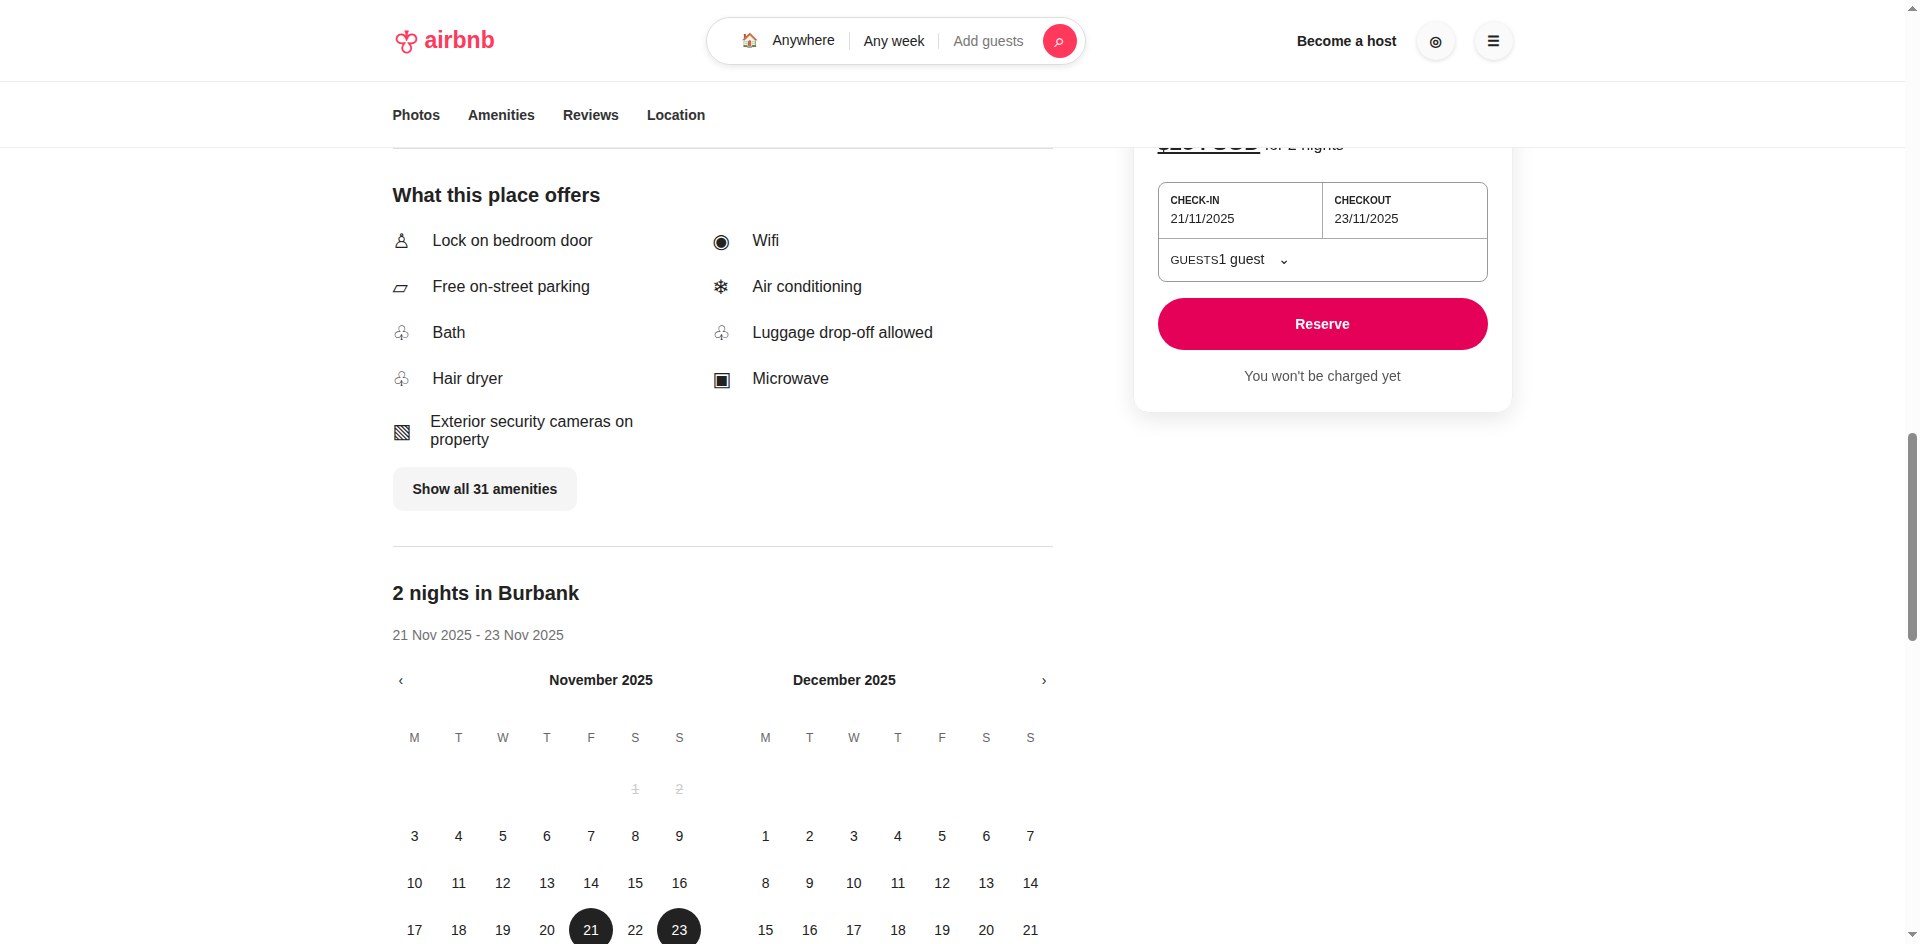 airbnb
Anywhere
Any week
Add guests
Become a host
Photos
Amenities
Reviews
Location
What this place offers
Lock on bedroom door
Wifi
Free on-street parking
Air conditioning
Bath
Luggage drop-off allowed
Hair dryer
Microwave
Exterior security cameras on
property
Show all 31 amenities
for 2 nights
CHECK-IN
21/11/2025
CHECKOUT
23/11/2025
GUESTS1 guest
Reserve
You won't be charged yet
2 nights in Burbank
21 Nov 2025 - 23 Nov 2025
‹ November 2025
December 2025 ›
M T W T F S S
1 2
3 4 5 6 7 8 9
10 11 12 13 14 15 16
17 18 19 20 21 22 23
M T W T F S S
1 2 3 4 5 6 7
8 9 10 11 12 13 14
15 16 17 18 19 20 21